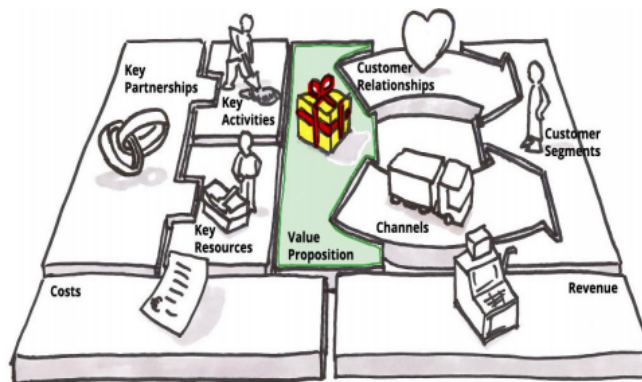 Key
Partnerships
Key
Activities
Key
Resources
Value
Proposition
Customer
Relationships
Channels
Customer
Segments
Costs
Revenue